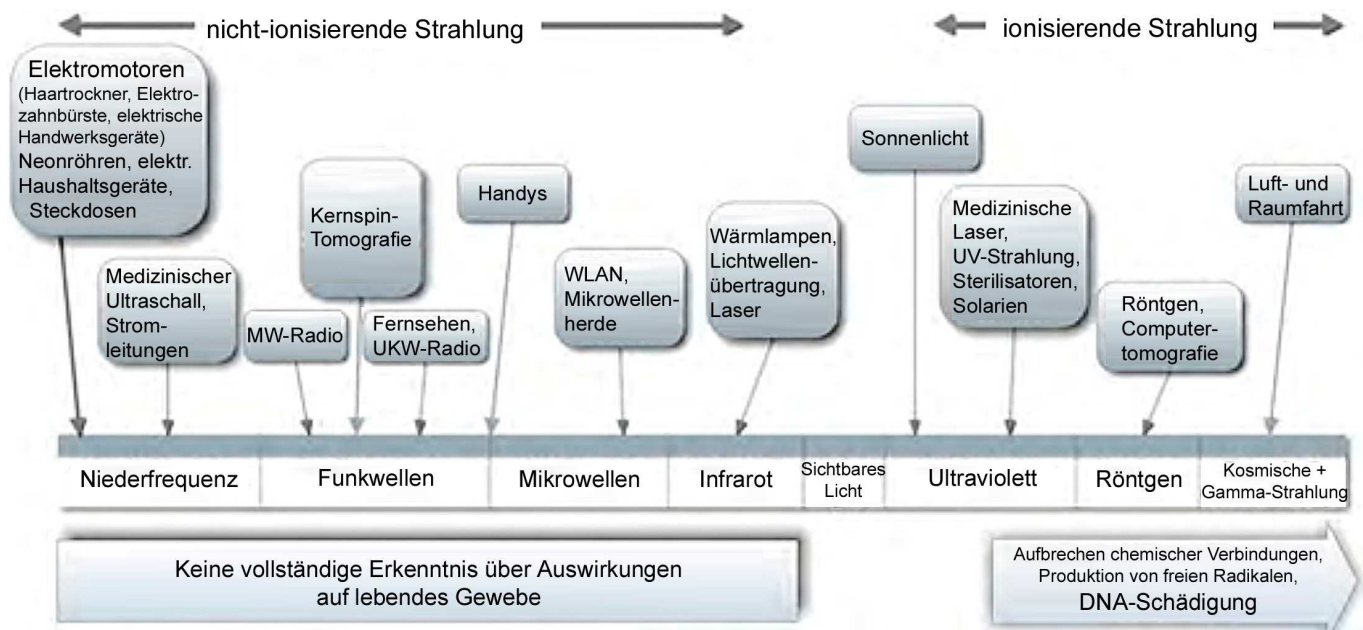 nicht-ionisierende Strahlung
ionisierende Strahlung
Elektromotoren
(Haartrockner, Elektro-
zahnbürste, elektrische
Handwerksgeräte)
Neonröhren, elektr.
Haushaltsgeräte,
Steckdosen
Medizinischer
Ultraschall,
Strom-
leitungen
MW-Radio
Kernspin-
Tomografie
Fernsehen,
UKW-Radio
Handys
WLAN,
Mikrowellen-
herde
Wärmlampen,
Lichtwellen-
übertragung,
Laser
Sonnenlicht
Medizinische
Laser,
UV-Strahlung,
Sterilisatoren,
Solarien
Röntgen,
Computer-
tomografie
Luft- und
Raumfahrt
Niederfrequenz
Funkwellen
Mikrowellen
Infrarot
Sichtbares
Licht
Ultraviolett
Röntgen
Kosmische +
Gamma-Strahlung
Keine vollständige Erkenntnis über Auswirkungen
auf lebendes Gewebe
Aufbrechen chemischer Verbindungen,
Produktion von freien Radikalen,
DNA-Schädigung